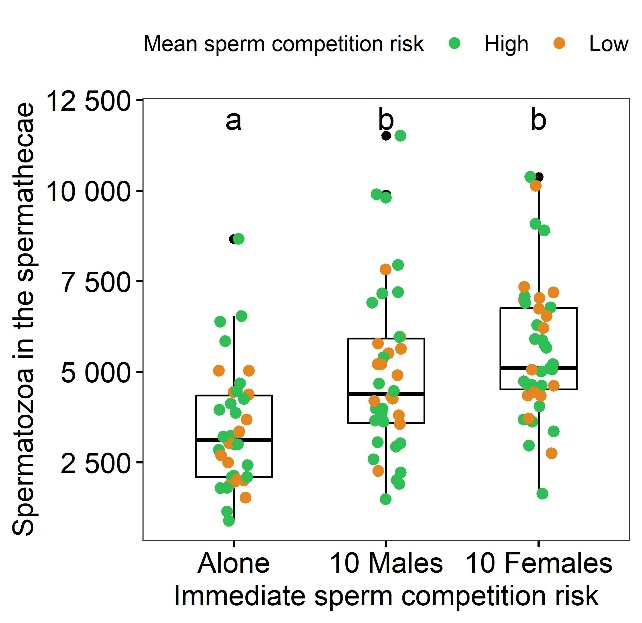 Mean sperm competition risk High Low
Spermatozoa in the spermathecae
12 500
10 000
7 500
5 000
2 500
a b b
Alone 10 Males 10 Females
Immediate sperm competition risk